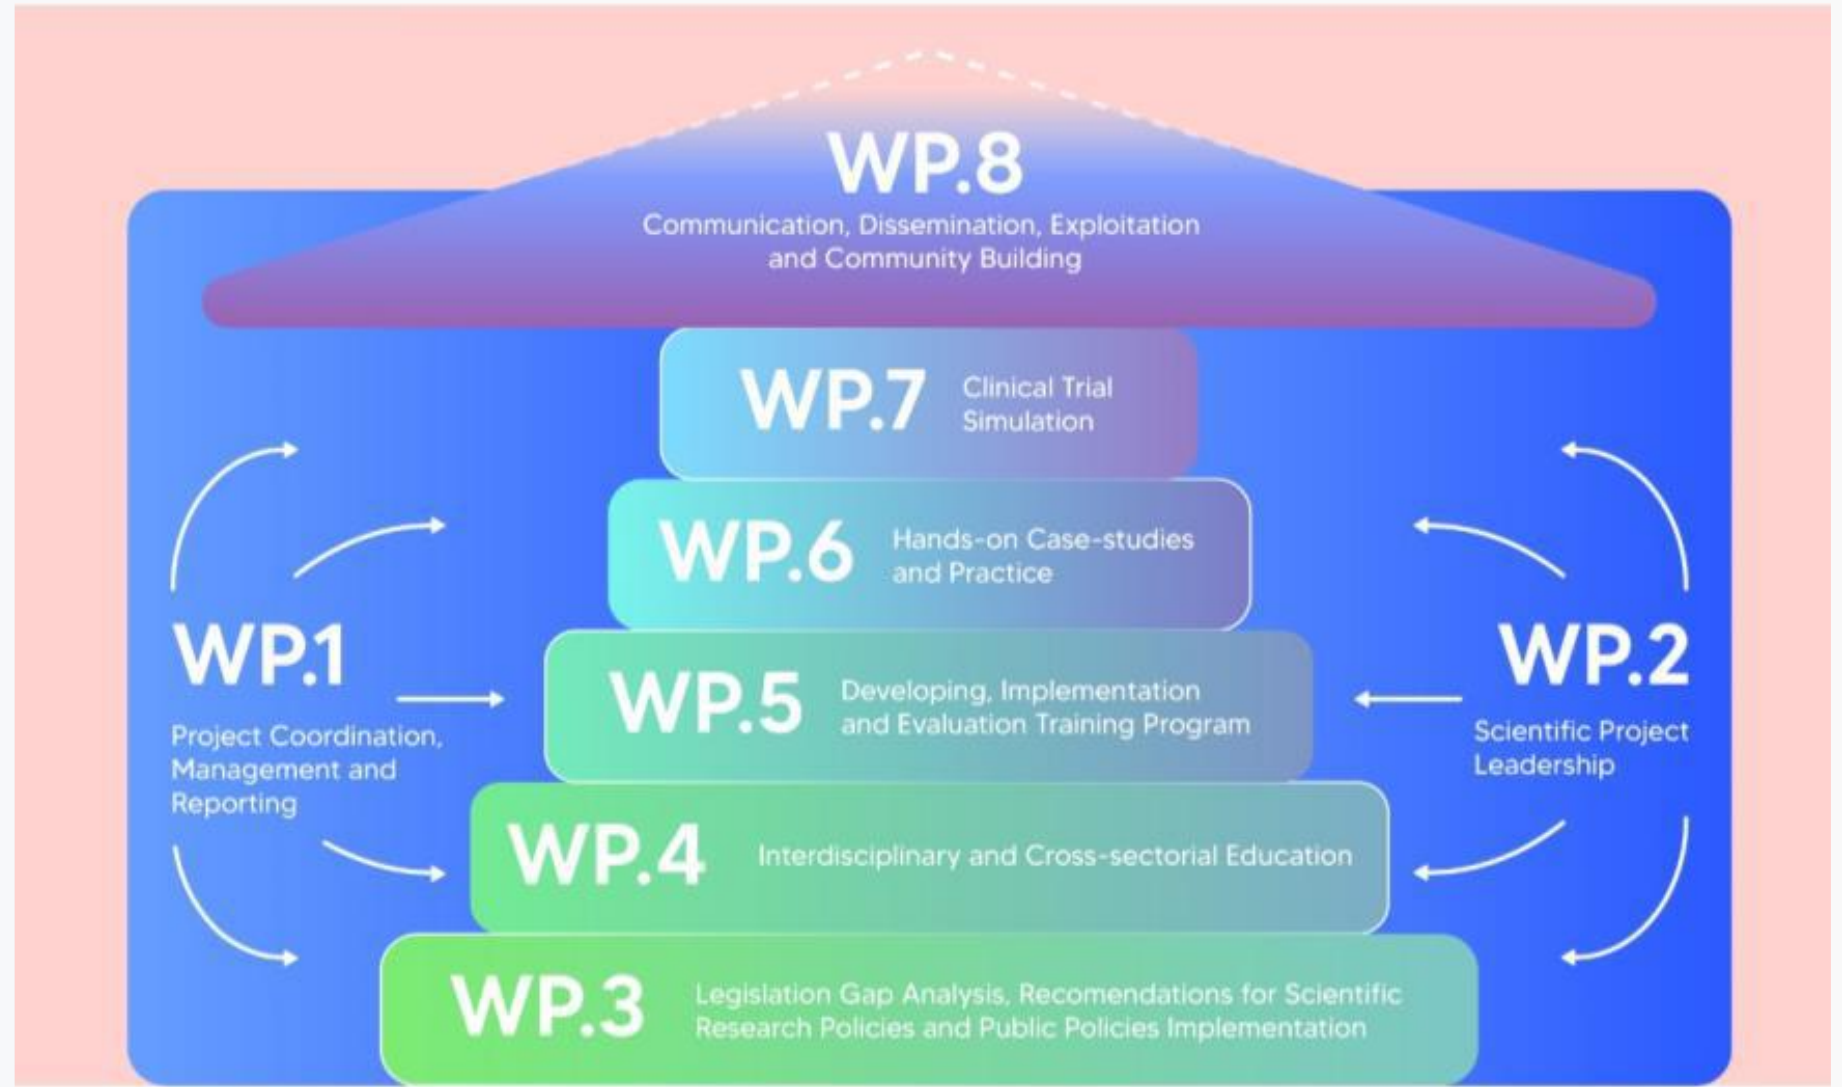 WP.8
Communication, Dissemination, Exploitation
and Community Building
WP.7
Clinical Trial
Simulation
WP.6
Hands-on Case-studies
and Practice
WP.1
Project Coordination,
Management and
Reporting
WP.5
Developing, Implementation
and Evaluation Training Program
WP.2
Scientific Project
Leadership
WP.4
Interdisciplinary and Cross-sectorial Education
WP.3
Legislation Gap Analysis, Recomendations for Scientific
Research Policies and Public Policies Implementation